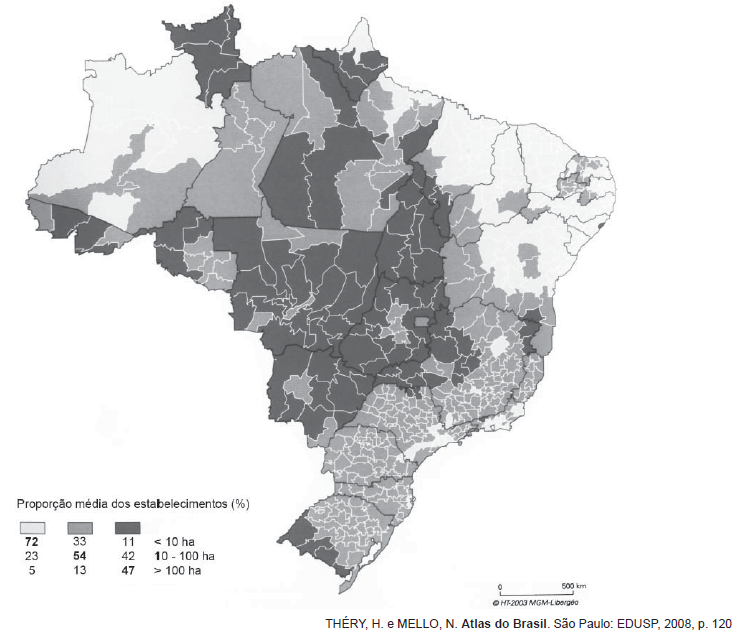 Proporção média dos estabelecimentos (%)
72 33 11 < 10 ha
23 54 42 10 - 100 ha
5 13 47 > 100 ha
0 500 km
© HT-2003 MGM-Libergéo
THÉRY, H. e MELLO, N. Atlas do Brasil. São Paulo: EDUSP, 2008, p. 120